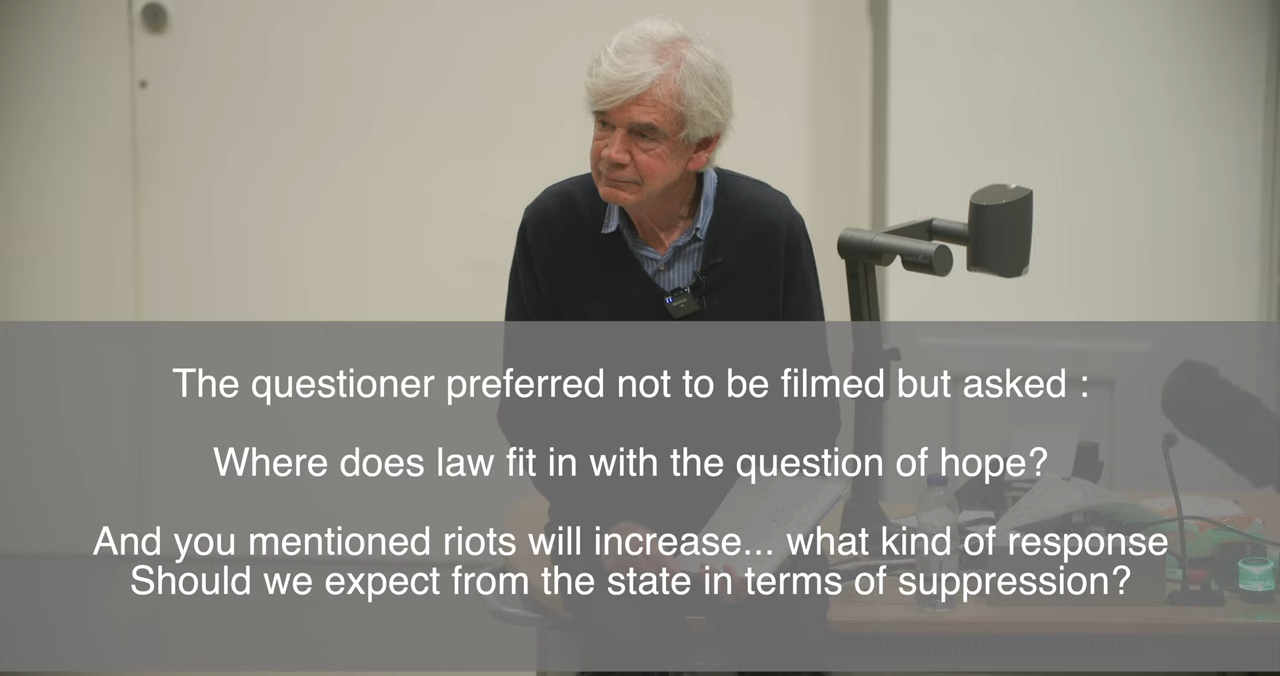 The questioner preferred not to be filmed but asked :
Where does law fit in with the question of hope?
And you mentioned riots will increase... what kind of response
Should we expect from the state in terms of suppression?